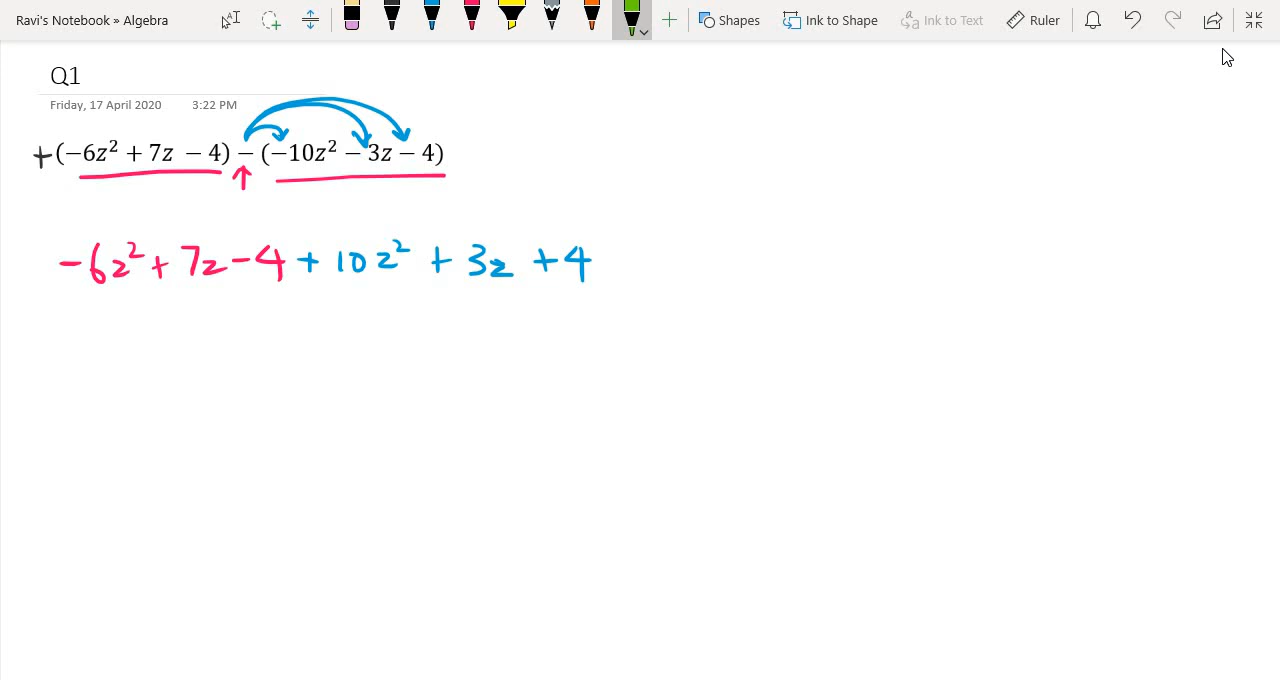 Ravi's Notebook » Algebra
Shapes
Ink to Shape
Ink to Text
Ruler
Q1
Friday, 17 April 2020 3:22 PM
+(−6z² + 7z − 4) − (−10z² − 3z − 4)
-6z² + 7z - 4 + 10z² + 3z + 4